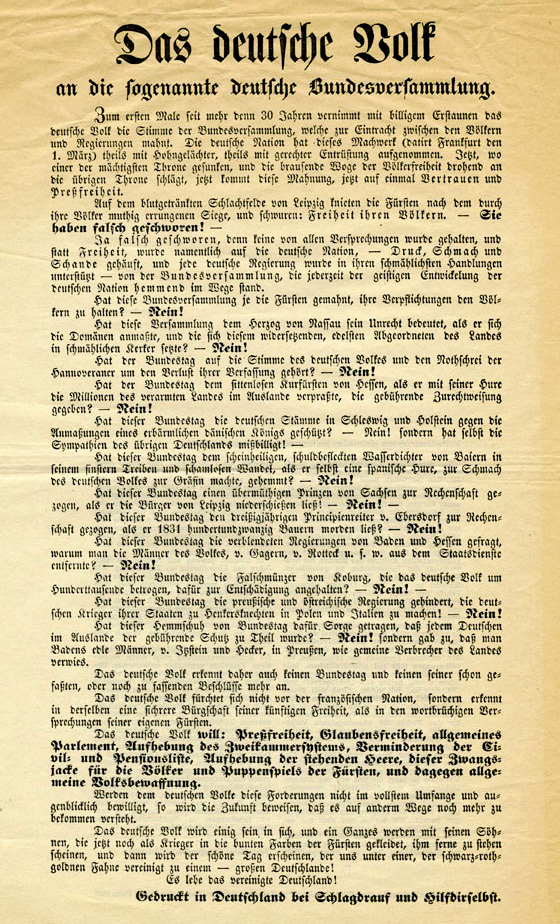 Das deutsche Volk
an die sogenannte deutsche Bundesversammlung.
Zum ersten Male seit mehr denn 30 Jahren vernimmt mit billigem Erstaunen das
deutsche Volk die Stimme der Bundesversammlung, welche zur Eintracht zwischen den Völkern
und Regierungen mahnt. Die deutsche Nation hat dieses Machwerk (datirt Frankfurt den
1. März) theils mit Hohngelächter, theils mit gerechter Entrüstung aufgenommen. Jetzt, wo
einer der mächtigsten Throne gesunken, und die brausende Woge der Völkerfreiheit drohend an
die übrigen Throne schlägt, jetzt kommt diese Mahnung, jetzt auf einmal Vertrauen und
Preßfreiheit.
Auf dem blutgetränkten Schlachtfelde von Leipzig knieten die Fürsten nach dem durch
ihre Völker muthig errungenen Siege, und schwuren: Freiheit ihren Völkern. — Sie
haben falsch geschworen! —
Ja falsch geschworen, denn keine von allen Versprechungen wurde gehalten, und
statt Freiheit, wurde namentlich auf die deutsche Nation, — Druck, Schmach und
Schande gehäuft, und jede deutsche Regierung wurde in ihren schmählichsten Handlungen
unterstützt — von der Bundesversammlung, die jederzeit der geistigen Entwickelung der
deutschen Nation hemmend im Wege stand.
Hat diese Bundesversammlung je die Fürsten gemahnt, ihre Verpflichtungen den Völ-
kern zu halten? — Nein!
Hat diese Versammlung dem Herzog von Nassau sein Unrecht bedeutet, als er sich
die Domänen anmaßte, und die sich diesem widersetzenden, edelsten Abgeordneten des Landes
in schmählichen Kerker setzte? — Nein!
Hat der Bundestag auf die Stimme des deutschen Volkes und den Nothschrei der
Hannoveraner um den Verlust ihrer Verfassung gehört? — Nein!
Hat der Bundestag dem sittenlosen Kurfürsten von Hessen, als er mit seiner Hure
die Millionen des verarmten Landes im Auslande verpraßte, die gebührende Zurechtweisung
gegeben? — Nein!
Hat dieser Bundestag die deutschen Stämme in Schleswig und Holstein gegen die
Anmaßungen eines erbärmlichen dänischen Königs geschützt? — Nein! sondern hat selbst die
Sympathien des übrigen Deutschlands mißbilligt! —
Hat dieser Bundestag dem scheinheiligen, schuldbefleckten Wasserdichter von Baiern in
seinem finstern Treiben und schamlosen Wandel, als er selbst eine spanische Hure, zur Schmach
des deutschen Volkes zur Gräfin machte, gehemmt? — Nein!
Hat dieser Bundestag einen übermüthigen Prinzen von Sachsen zur Rechenschaft ge-
zogen, als er die Bürger von Leipzig niederschießen ließ! — Nein! —
Hat dieser Bundestag den dreißigjährigen Principienreiter v. Ebersdorf zur Rechen-
schaft gezogen, als er 1831 hundertundzwanzig Bauern morden ließ? — Nein!
Hat dieser Bundestag die verblendeten Regierungen von Baden und Hessen gefragt,
warum man die Männer des Volkes, v. Gagern, v. Rotteck u. s. w. aus dem Staatsdienste
entfernte? — Nein!
Hat dieser Bundestag die Falschmünzer von Koburg, die das deutsche Volk um
Hunderttausende betrogen, dafür zur Entschädigung angehalten? — Nein! —
Hat dieser Bundestag die preußische und östreichische Regierung gehindert, die deut-
schen Krieger ihrer Staaten zu Henkersknechten in Polen und Italien zu machen! — Nein!
Hat dieser Hemmschuh von Bundestag dafür Sorge getragen, daß jedem Deutschen
im Auslande der gebührende Schutz zu Theil wurde? — Nein! sondern gab zu, daß man
Badens edle Männer, v. Itzstein und Hecker, in Preußen, wie gemeine Verbrecher des Landes
verwies.
Das deutsche Volk erkennt daher auch keinen Bundestag und keinen seiner schon ge-
faßten, oder noch zu fassenden Beschlüsse mehr an.
Das deutsche Volk fürchtet sich nicht vor der französischen Nation, sondern erkennt
in derselben eine sichrere Bürgschaft seiner künftigen Freiheit, als in den wortbrüchigen Ver-
sprechungen seiner eigenen Fürsten.
Das deutsche Volk will: Preßfreiheit, Glaubensfreiheit, allgemeines
Parlement, Aufhebung des Zweikammersystems, Verminderung der Ci-
vil- und Pensionsliste, Aufhebung der stehenden Heere, dieser Zwangs-
jacke für die Völker und Puppenspiels der Fürsten, und dagegen allge-
meine Volksbewaffnung.
Werden dem deutschen Volke diese Forderungen nicht im vollstem Umfange und au-
genblicklich bewilligt, so wird die Zukunft beweisen, daß es auf anderm Wege noch mehr zu
bekommen versteht.
Das deutsche Volk wird einig sein in sich, und ein Ganzes werden mit seinen Söh-
nen, die jetzt noch als Krieger in die bunten Farben der Fürsten gekleidet, ihm ferne zu stehen
scheinen, und dann wird der schöne Tag erscheinen, der uns unter einer, der schwarz-roth-
goldnen Fahne vereinigt zu einem — großen Deutschland!
Es lebe das vereinigte Deutschland!
Gedruckt in Deutschland bei Schlagdrauf und Hilfdirselbst.